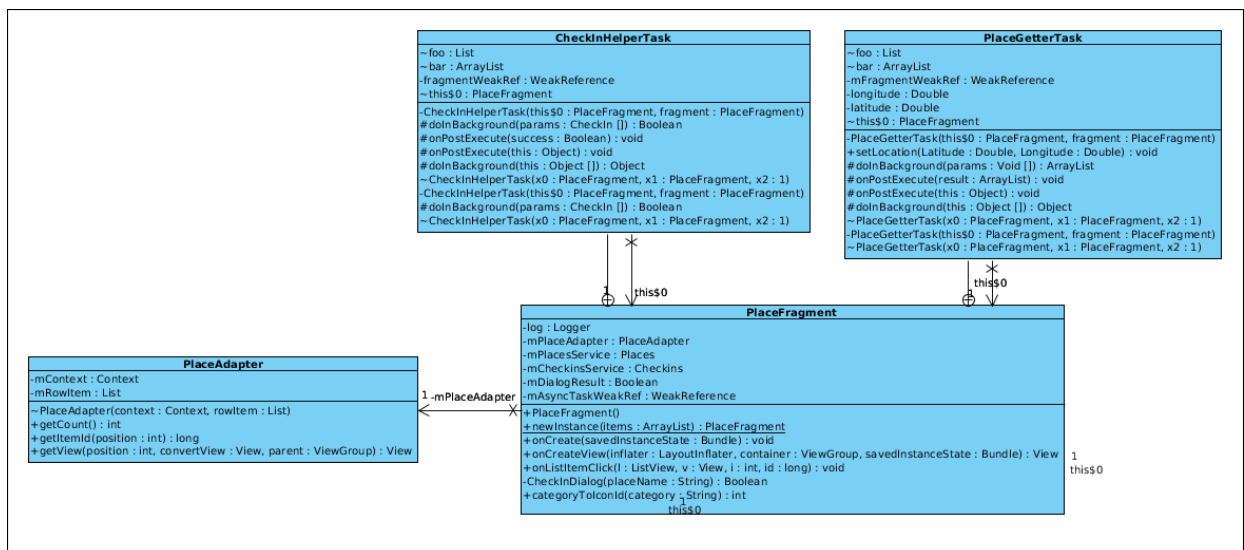 CheckInHelperTask
~foo : List
~bar : ArrayList
-fragmentWeakRef : WeakReference
~this$0 : PlaceFragment
-CheckInHelperTask(this$0 : PlaceFragment, fragment : PlaceFragment)
#doInBackground(params : CheckIn []) : Boolean
#onPostExecute(success : Boolean) : void
#onPostExecute(this : Object) : void
#doInBackground(this : Object []) : Object
~CheckInHelperTask(x0 : PlaceFragment, x1 : PlaceFragment, x2 : 1)
-CheckInHelperTask(this$0 : PlaceFragment, fragment : PlaceFragment)
#doInBackground(params : CheckIn []) : Boolean
~CheckInHelperTask(x0 : PlaceFragment, x1 : PlaceFragment, x2 : 1)
PlaceGetterTask
~foo : List
~bar : ArrayList
-mFragmentWeakRef : WeakReference
-longitude : Double
-latitude : Double
~this$0 : PlaceFragment
-PlaceGetterTask(this$0 : PlaceFragment, fragment : PlaceFragment)
+setLocation(Latitude : Double, Longitude : Double) : void
#doInBackground(params : Void []) : ArrayList
#onPostExecute(result : ArrayList) : void
#onPostExecute(this : Object) : void
#doInBackground(this : Object []) : Object
~PlaceGetterTask(x0 : PlaceFragment, x1 : PlaceFragment, x2 : 1)
-PlaceGetterTask(this$0 : PlaceFragment, fragment : PlaceFragment)
~PlaceGetterTask(x0 : PlaceFragment, x1 : PlaceFragment, x2 : 1)
1
this$0
1
this$0
PlaceFragment
-log : Logger
-mPlaceAdapter : PlaceAdapter
-mPlacesService : Places
-mCheckinsService : Checkins
-mDialogResult : Boolean
-mAsyncTaskWeakRef : WeakReference
+PlaceFragment()
+newInstance(items : ArrayList) : PlaceFragment
+onCreate(savedInstanceState : Bundle) : void
+onCreateView(inflater : LayoutInflater, container : ViewGroup, savedInstanceState : Bundle) : View
+onListItemClick(l : ListView, v : View, i : int, id : long) : void
-CheckInDialog(placeName : String) : Boolean
+categoryToIconId(category : String) : int
1
this$0
1
this$0
PlaceAdapter
-mContext : Context
-mRowItem : List
~PlaceAdapter(context : Context, rowItem : List)
+getCount() : int
+getItemId(position : int) : long
+getView(position : int, convertView : View, parent : ViewGroup) : View
1
-mPlaceAdapter